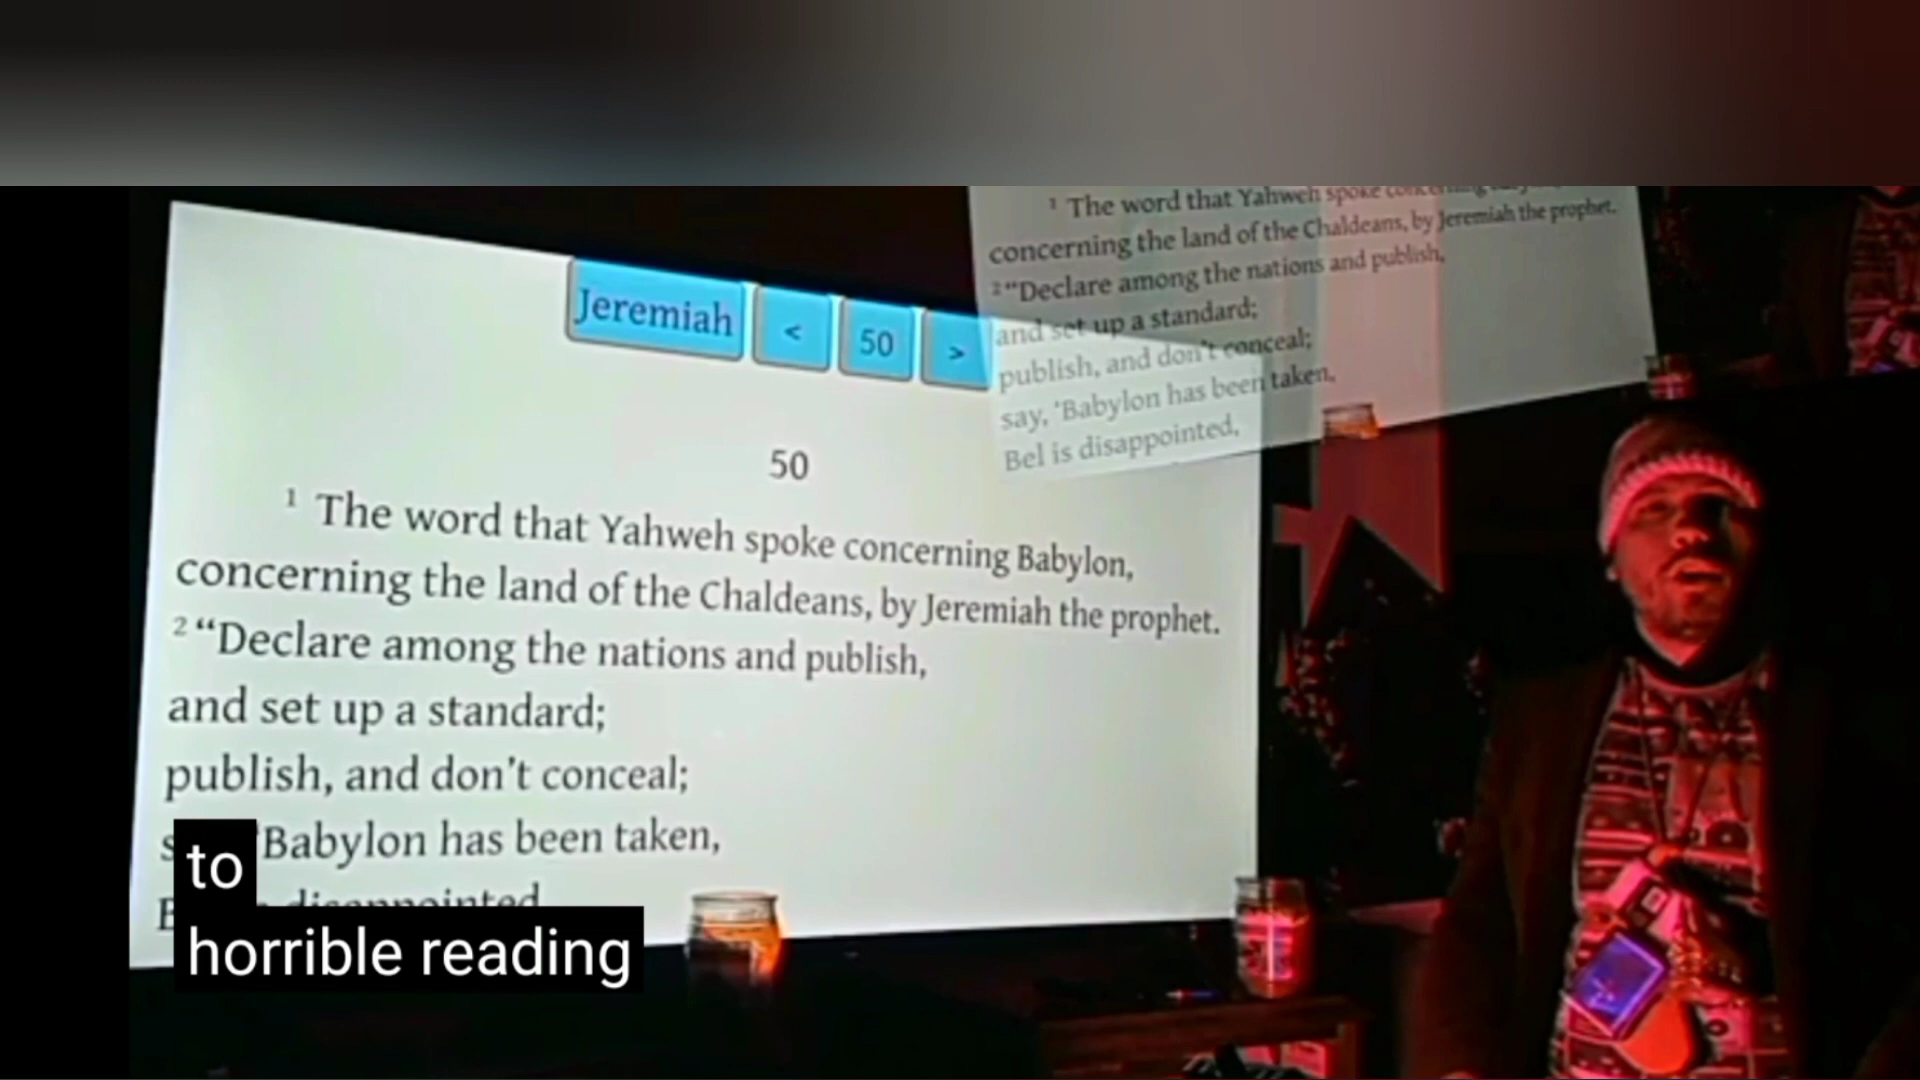 Jeremiah < 50 >
50
1 The word that Yahweh spoke concerning Babylon,
concerning the land of the Chaldeans, by Jeremiah the prophet.
2 “Declare among the nations and publish,
and set up a standard;
publish, and don’t conceal;
‘Babylon has been taken,
disappointed
1 The word that Yahweh spoke concerning
concerning the land of the Chaldeans, by Jeremiah the prophet.
2 “Declare among the nations and publish,
and set up a standard;
publish, and don’t conceal;
say, ‘Babylon has been taken,
Bel is disappointed,
to
horrible reading